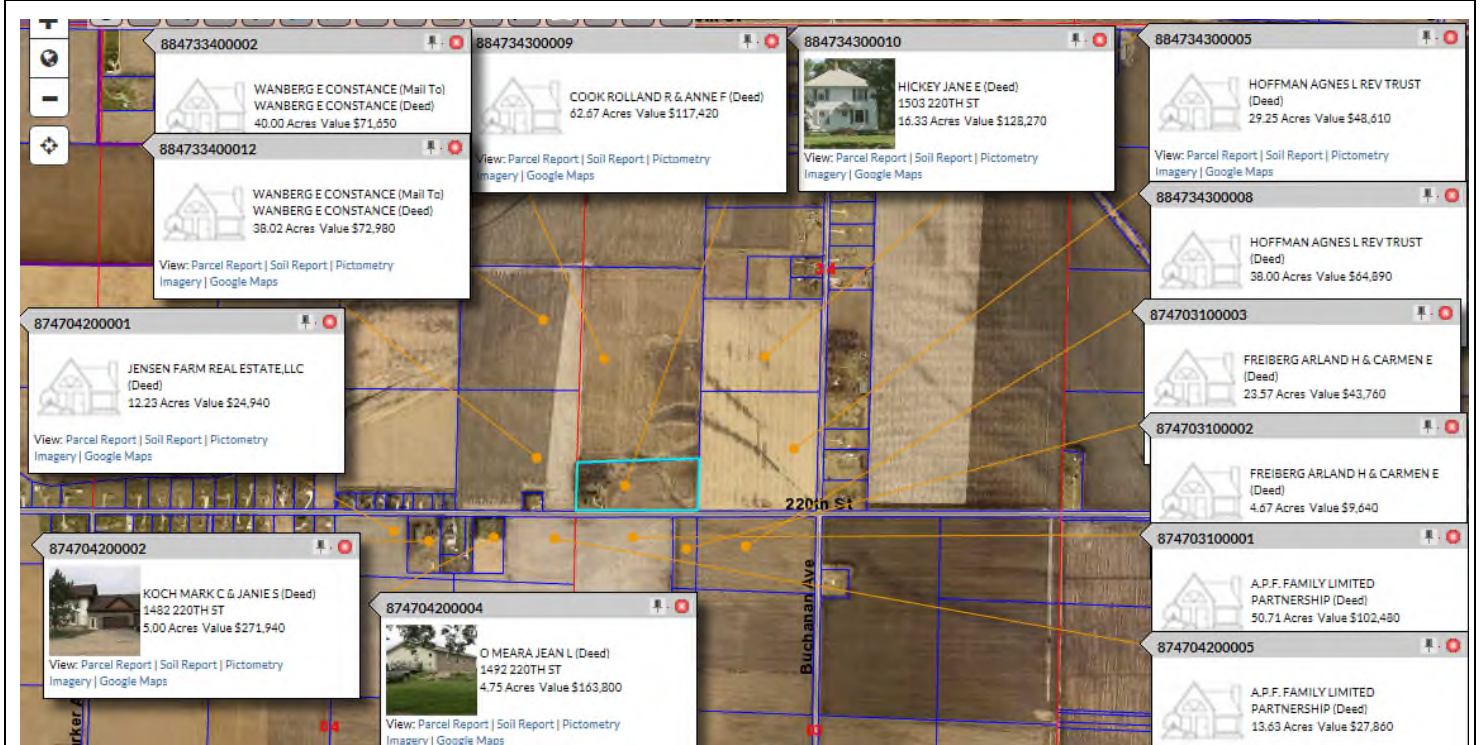 884733400002
WANBERG E CONSTANCE (Mail To)
WANBERG E CONSTANCE (Deed)
40.00 Acres Value $71,650
884733400012
WANBERG E CONSTANCE (Mail To)
WANBERG E CONSTANCE (Deed)
38.02 Acres Value $72,980
View: Parcel Report | Soil Report | Pictometry
Imagery | Google Maps
884734300009
COOK ROLLAND R & ANNE F (Deed)
62.67 Acres Value $117,420
View: Parcel Report | Soil Report | Pictometry
Imagery | Google Maps
884734300010
HICKEY JANE E (Deed)
1503 220TH ST
16.33 Acres Value $128,270
View: Parcel Report | Soil Report | Pictometry
Imagery | Google Maps
884734300005
HOFFMAN AGNES L REV TRUST
(Deed)
29.25 Acres Value $48,610
View: Parcel Report | Soil Report | Pictometry
Imagery | Google Maps
884734300008
HOFFMAN AGNES L REV TRUST
(Deed)
38.00 Acres Value $64,890
874703100003
FREIBERG ARLAND H & CARMEN E
(Deed)
23.57 Acres Value $43,760
874703100002
FREIBERG ARLAND H & CARMEN E
(Deed)
4.67 Acres Value $9,640
874703100001
A.P.F. FAMILY LIMITED
PARTNERSHIP (Deed)
50.71 Acres Value $102,480
874704200005
A.P.F. FAMILY LIMITED
PARTNERSHIP (Deed)
13.63 Acres Value $27,860
874704200001
JENSEN FARM REAL ESTATE,LLC
(Deed)
12.23 Acres Value $24,940
View: Parcel Report | Soil Report | Pictometry
Imagery | Google Maps
874704200002
KOCH MARK C & JANIE S (Deed)
1482 220TH ST
5.00 Acres Value $271,940
View: Parcel Report | Soil Report | Pictometry
Imagery | Google Maps
874704200004
O MEARA JEAN L (Deed)
1492 220TH ST
4.75 Acres Value $163,800
View: Parcel Report | Soil Report | Pictometry
Imagery | Google Maps
34
220th St
Buchanan Ave
04
03